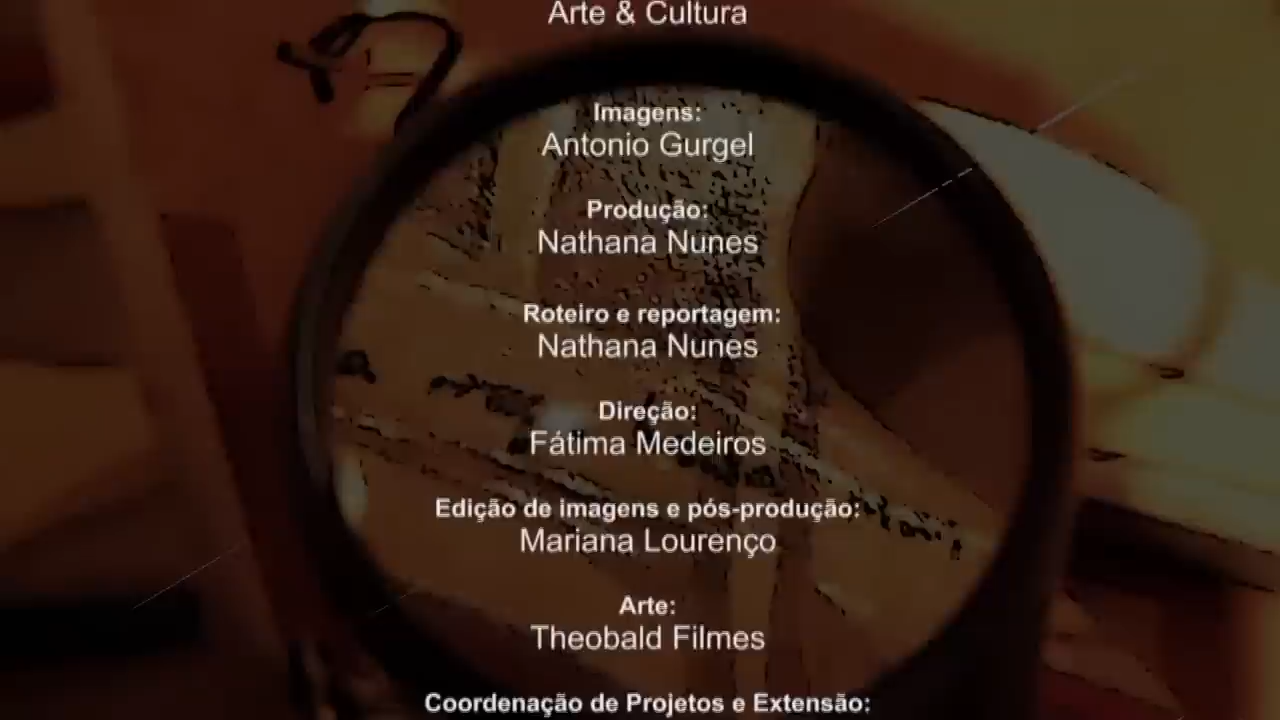 Arte & Cultura
Imagens:
Antonio Gurgel
Produção:
Nathana Nunes
Roteiro e reportagem:
Nathana Nunes
Direção:
Fátima Medeiros
Edição de imagens e pós-produção:
Mariana Lourenço
Arte:
Theobald Filmes
Coordenação de Projetos e Extensão: